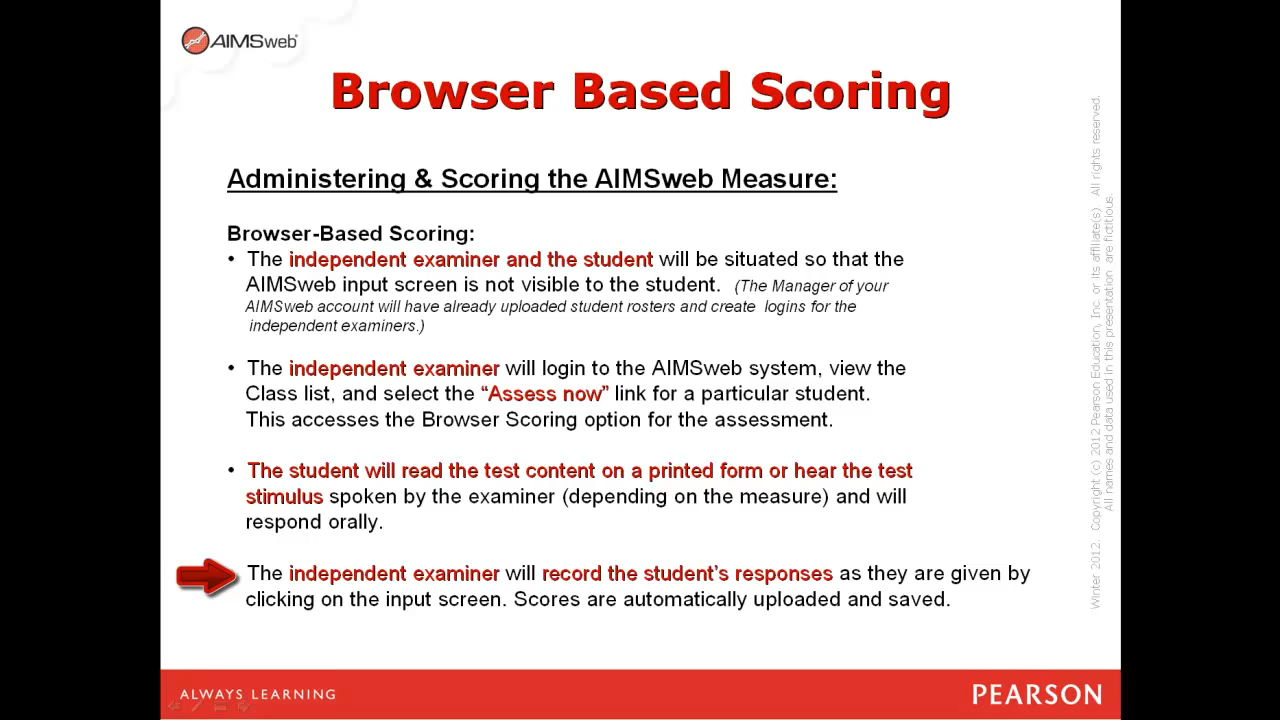 AIMSweb
Browser Based Scoring
Administering & Scoring the AIMSweb Measure:
Browser-Based Scoring:
• The independent examiner and the student will be situated so that the
AIMSweb input screen is not visible to the student. (The Manager of your
AIMSweb account will have already uploaded student rosters and create logins for the
independent examiners.)
• The independent examiner will login to the AIMSweb system, view the
Class list, and select the “Assess now” link for a particular student.
This accesses the Browser Scoring option for the assessment.
• The student will read the test content on a printed form or hear the test
stimulus spoken by the examiner (depending on the measure) and will
respond orally.
The independent examiner will record the student’s responses as they are given by
clicking on the input screen. Scores are automatically uploaded and saved.
Winter 2012. Copyright (c) 2012 Pearson Education, Inc. or its affiliate(s). All rights reserved.
All names and data used in this presentation are fictitious.
ALWAYS LEARNING
PEARSON